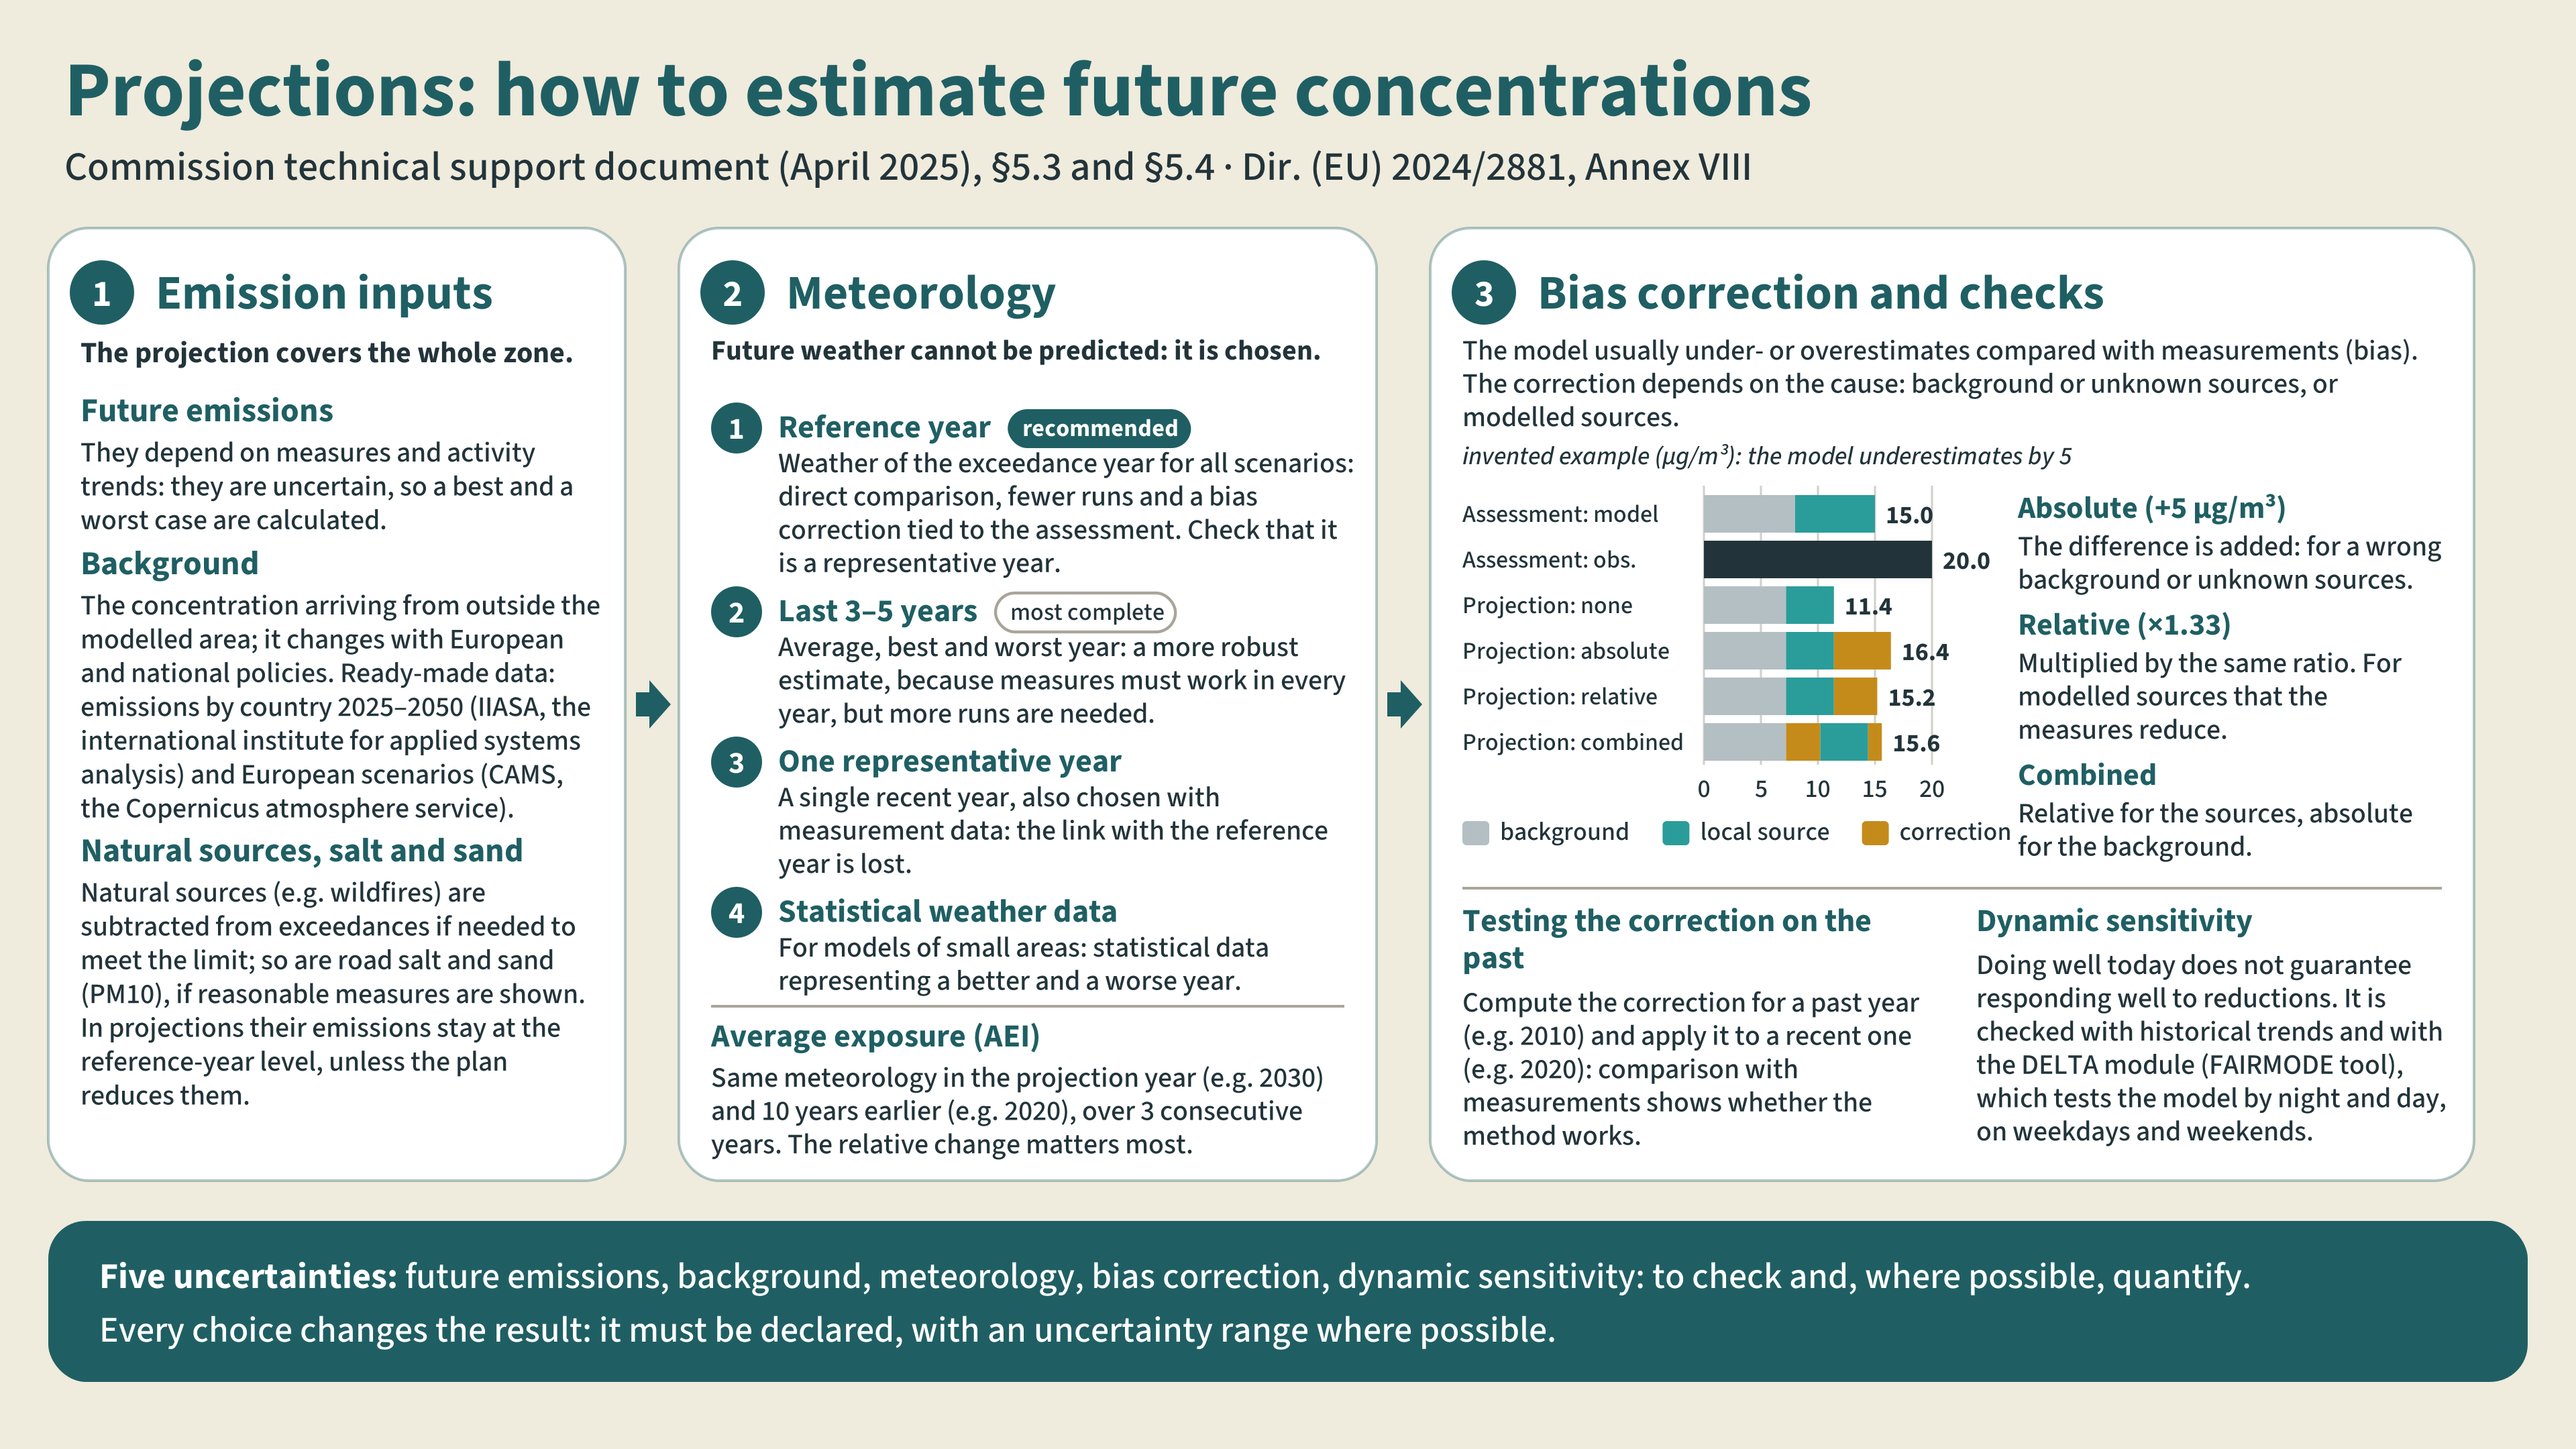 Projections: how to estimate future concentrations
Commission technical support document (April 2025), §5.3 and §5.4 · Dir. (EU) 2024/2881, Annex VIII
1 Emission inputs
The projection covers the whole zone.
Future emissions
They depend on measures and activity
trends: they are uncertain, so a best and a
worst case are calculated.
Background
The concentration arriving from outside the
modelled area; it changes with European
and national policies. Ready-made data:
emissions by country 2025–2050 (IIASA, the
international institute for applied systems
analysis) and European scenarios (CAMS,
the Copernicus atmosphere service).
Natural sources, salt and sand
Natural sources (e.g. wildfires) are
subtracted from exceedances if needed to
meet the limit; so are road salt and sand
(PM10), if reasonable measures are shown.
In projections their emissions stay at the
reference-year level, unless the plan
reduces them.
2 Meteorology
Future weather cannot be predicted: it is chosen.
1 Reference year recommended
Weather of the exceedance year for all scenarios:
direct comparison, fewer runs and a bias
correction tied to the assessment. Check that it
is a representative year.
2 Last 3–5 years most complete
Average, best and worst year: a more robust
estimate, because measures must work in every
year, but more runs are needed.
3 One representative year
A single recent year, also chosen with
measurement data: the link with the reference
year is lost.
4 Statistical weather data
For models of small areas: statistical data
representing a better and a worse year.
Average exposure (AEI)
Same meteorology in the projection year (e.g. 2030)
and 10 years earlier (e.g. 2020), over 3 consecutive
years. The relative change matters most.
3 Bias correction and checks
The model usually under- or overestimates compared with measurements (bias).
The correction depends on the cause: background or unknown sources, or
modelled sources.
invented example (µg/m³): the model underestimates by 5
Assessment: model 15.0
Assessment: obs. 20.0
Projection: none 11.4
Projection: absolute 16.4
Projection: relative 15.2
Projection: combined 15.6
0 5 10 15 20
background local source correction
Absolute (+5 µg/m³)
The difference is added: for a wrong
background or unknown sources.
Relative (×1.33)
Multiplied by the same ratio. For
modelled sources that the
measures reduce.
Combined
Relative for the sources, absolute
for the background.
Testing the correction on the
past
Compute the correction for a past year
(e.g. 2010) and apply it to a recent one
(e.g. 2020): comparison with
measurements shows whether the
method works.
Dynamic sensitivity
Doing well today does not guarantee
responding well to reductions. It is
checked with historical trends and with
the DELTA module (FAIRMODE tool),
which tests the model by night and day,
on weekdays and weekends.
Five uncertainties: future emissions, background, meteorology, bias correction, dynamic sensitivity: to check and, where possible, quantify.
Every choice changes the result: it must be declared, with an uncertainty range where possible.